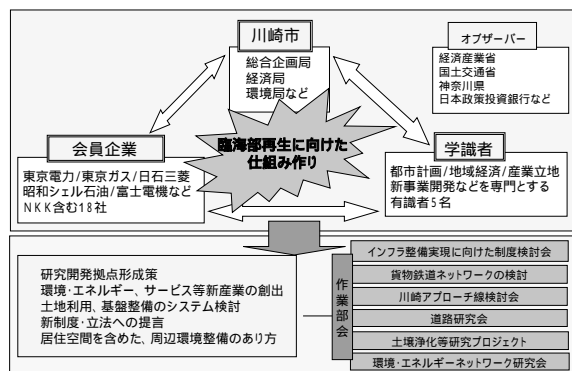 川崎市
総合企画局
経済局
環境局など
オブザーバー
経済産業省
国土交通省
神奈川県
日本政策投資銀行など
臨海部再生に向けた
仕組み作り
会員企業
東京電力/東京ガス/日石三菱
昭和シェル石油/富士電機など
NKK含む18社
学識者
都市計画/地域経済/産業立地
新事業開発などを専門とする
有識者5名
研究開発拠点形成策
環境・エネルギー、サービス等新産業の創出
土地利用、基盤整備のシステム検討
新制度・立法への提言
居住空間を含めた、周辺環境整備のあり方
作業部会
インフラ整備実現に向けた制度検討会
貨物鉄道ネットワークの検討
川崎アプローチ線検討会
道路研究会
土壌浄化等研究プロジェクト
環境・エネルギーネットワーク研究会